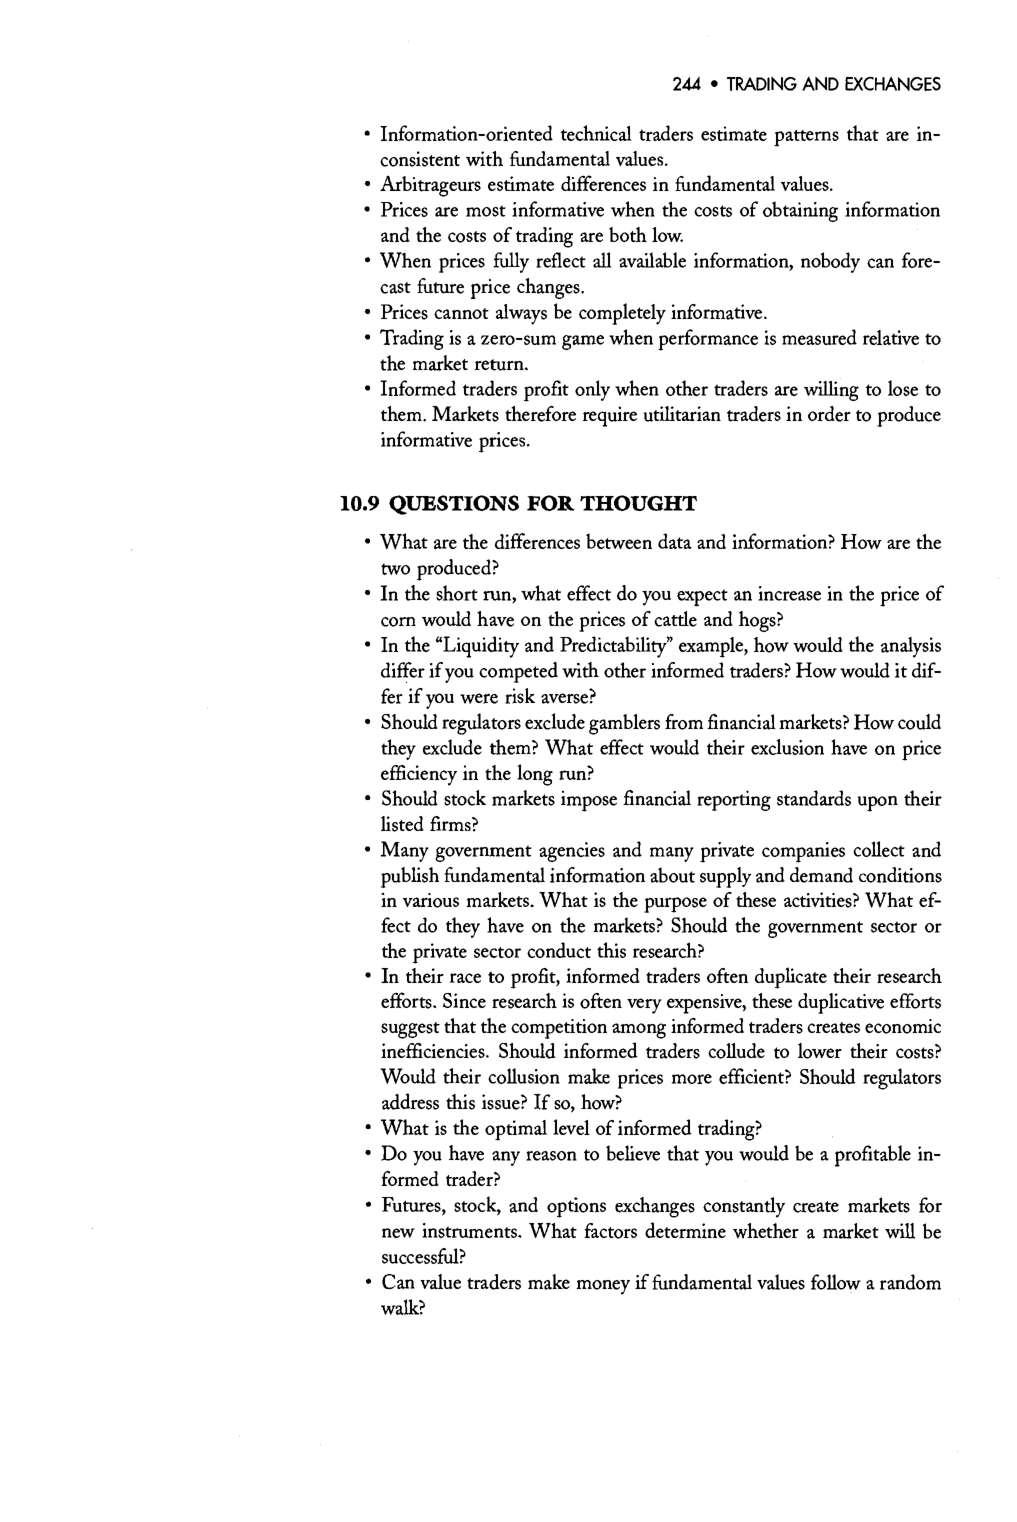 244 • TRADING AND EXCHANGES
• Information-oriented technical traders estimate patterns that are in-
consistent with fundamental values.
• Arbitrageurs estimate differences in fundamental values.
• Prices are most informative when the costs of obtaining information
and the costs of trading are both low.
• When prices fully reflect all available information, nobody can fore-
cast future price changes.
• Prices cannot always be completely informative.
• Trading is a zero-sum game when performance is measured relative to
the market return.
• Informed traders profit only when other traders are willing to lose to
them. Markets therefore require utilitarian traders in order to produce
informative prices.
10.9 QUESTIONS FOR THOUGHT
• What are the differences between data and information? How are the
two produced?
• In the short run, what effect do you expect an increase in the price of
corn would have on the prices of cattle and hogs?
• In the “Liquidity and Predictability” example, how would the analysis
differ if you competed with other informed traders? How would it dif-
fer if you were risk averse?
• Should regulators exclude gamblers from financial markets? How could
they exclude them? What effect would their exclusion have on price
efficiency in the long run?
• Should stock markets impose financial reporting standards upon their
listed firms?
• Many government agencies and many private companies collect and
publish fundamental information about supply and demand conditions
in various markets. What is the purpose of these activities? What ef-
fect do they have on the markets? Should the government sector or
the private sector conduct this research?
• In their race to profit, informed traders often duplicate their research
efforts. Since research is often very expensive, these duplicative efforts
suggest that the competition among informed traders creates economic
inefficiencies. Should informed traders collude to lower their costs?
Would their collusion make prices more efficient? Should regulators
address this issue? If so, how?
• What is the optimal level of informed trading?
• Do you have any reason to believe that you would be a profitable in-
formed trader?
• Futures, stock, and options exchanges constantly create markets for
new instruments. What factors determine whether a market will be
successful?
• Can value traders make money if fundamental values follow a random
walk?